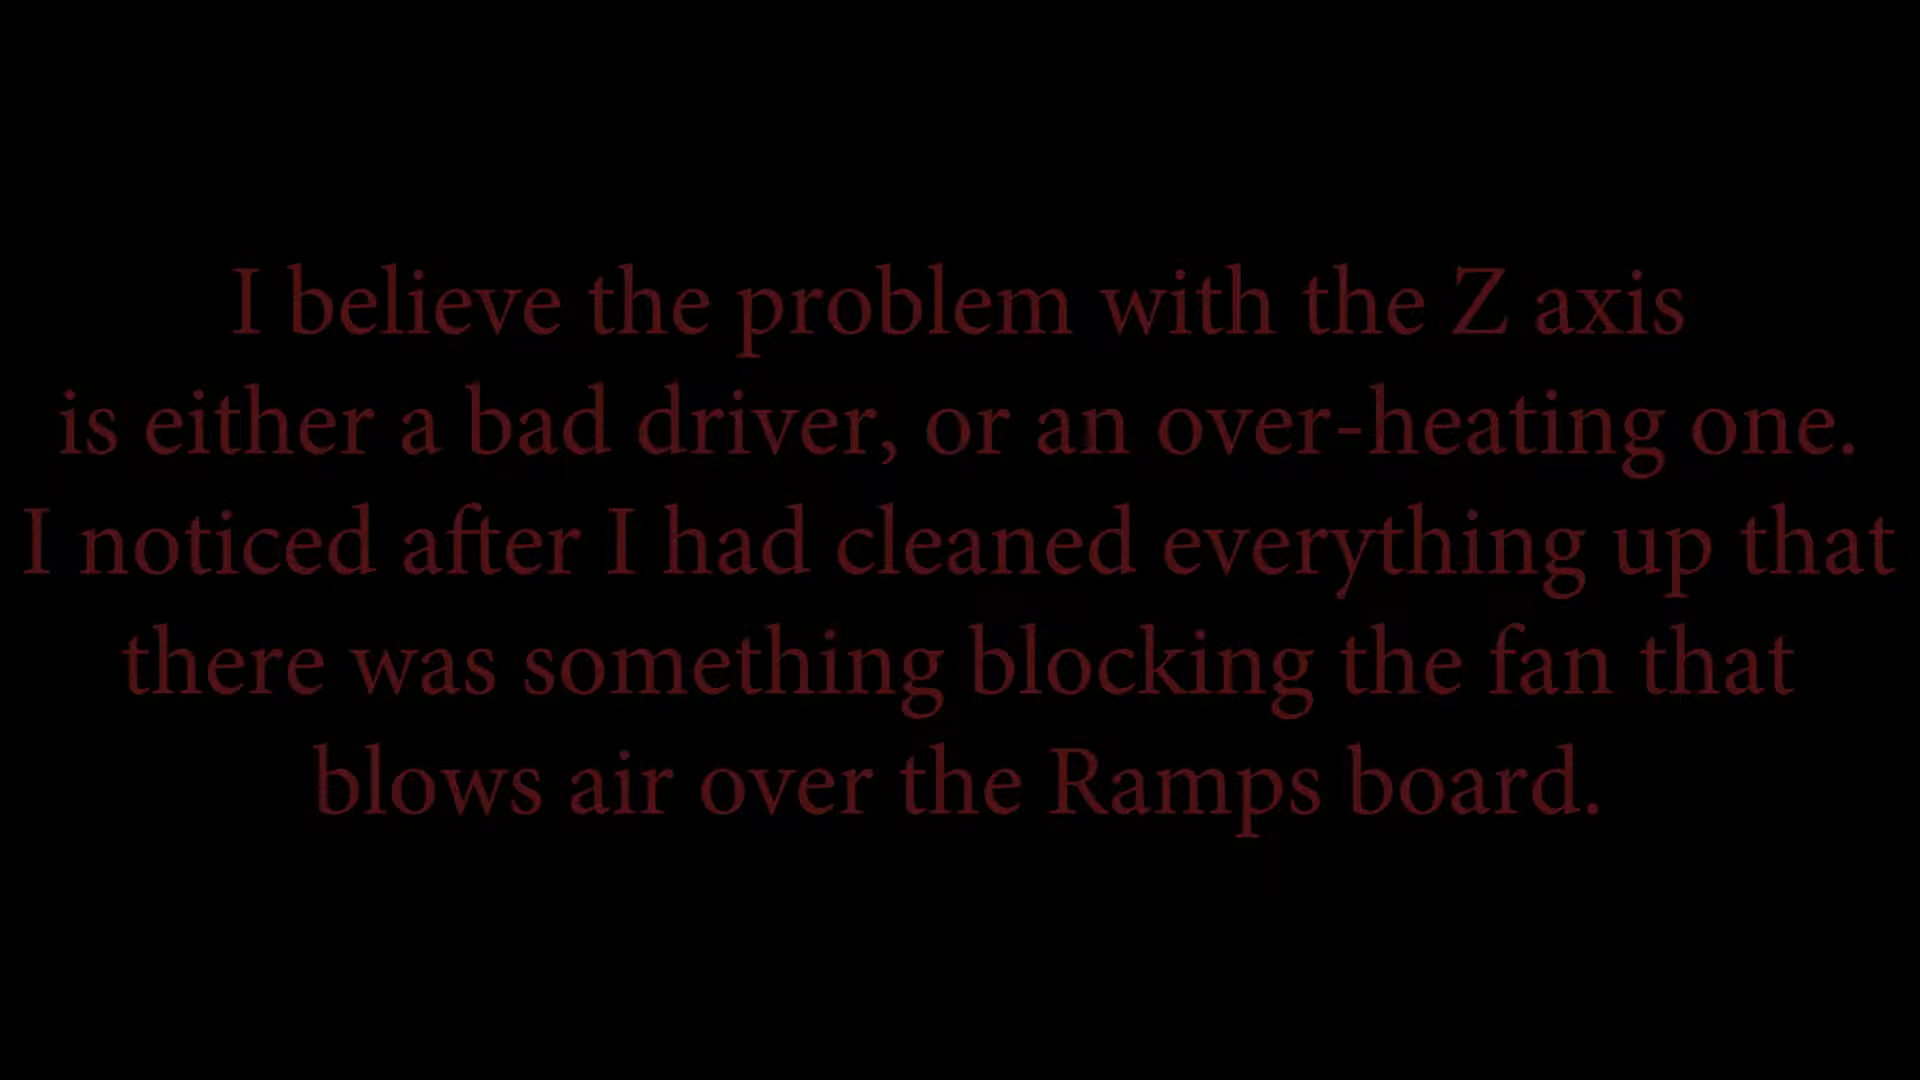 I believe the problem with the Z axis
is either a bad driver, or an over-heating one.
I noticed after I had cleaned everything up that
there was something blocking the fan that
blows air over the Ramps board.